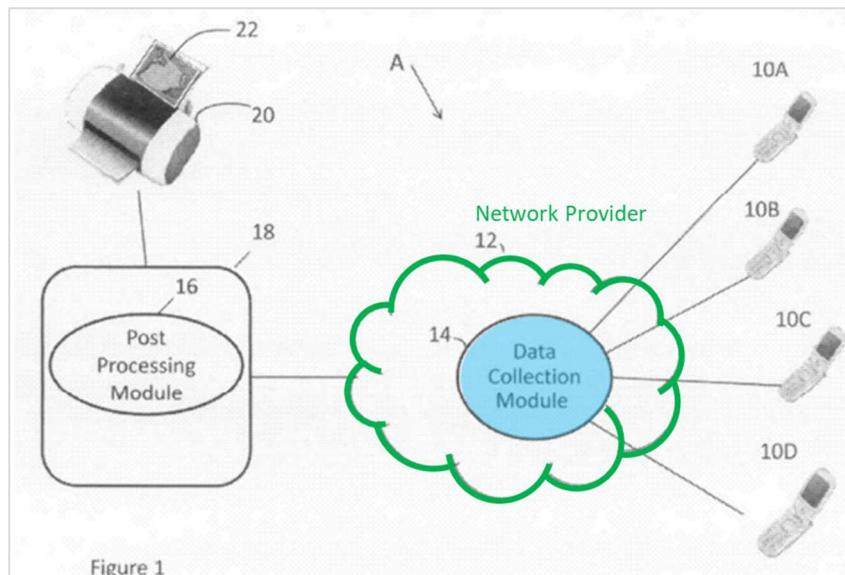 22
A
10A
20
Network Provider
10B
18
12
16
14
10C
Post
Processing
Module
Data
Collection
Module
10D
Figure 1